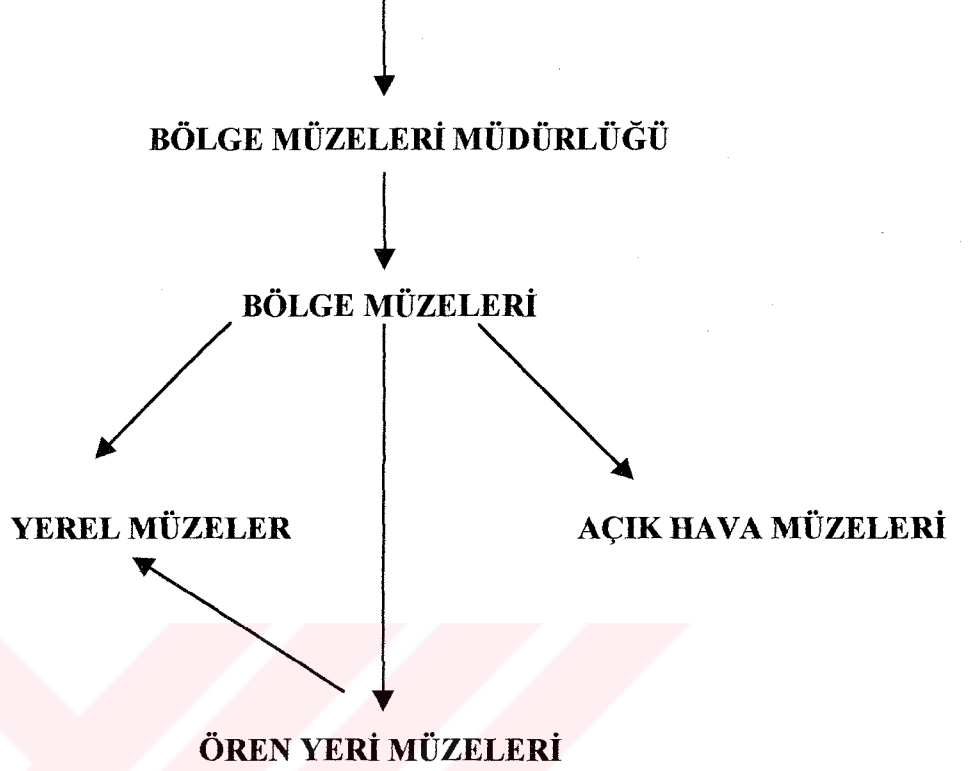 BÖLGE MÜZELERİ MÜDÜRLÜĞÜ
BÖLGE MÜZELERİ
YEREL MÜZELER
AÇIK HAVA MÜZELERİ
ÖREN YERİ MÜZELERİ